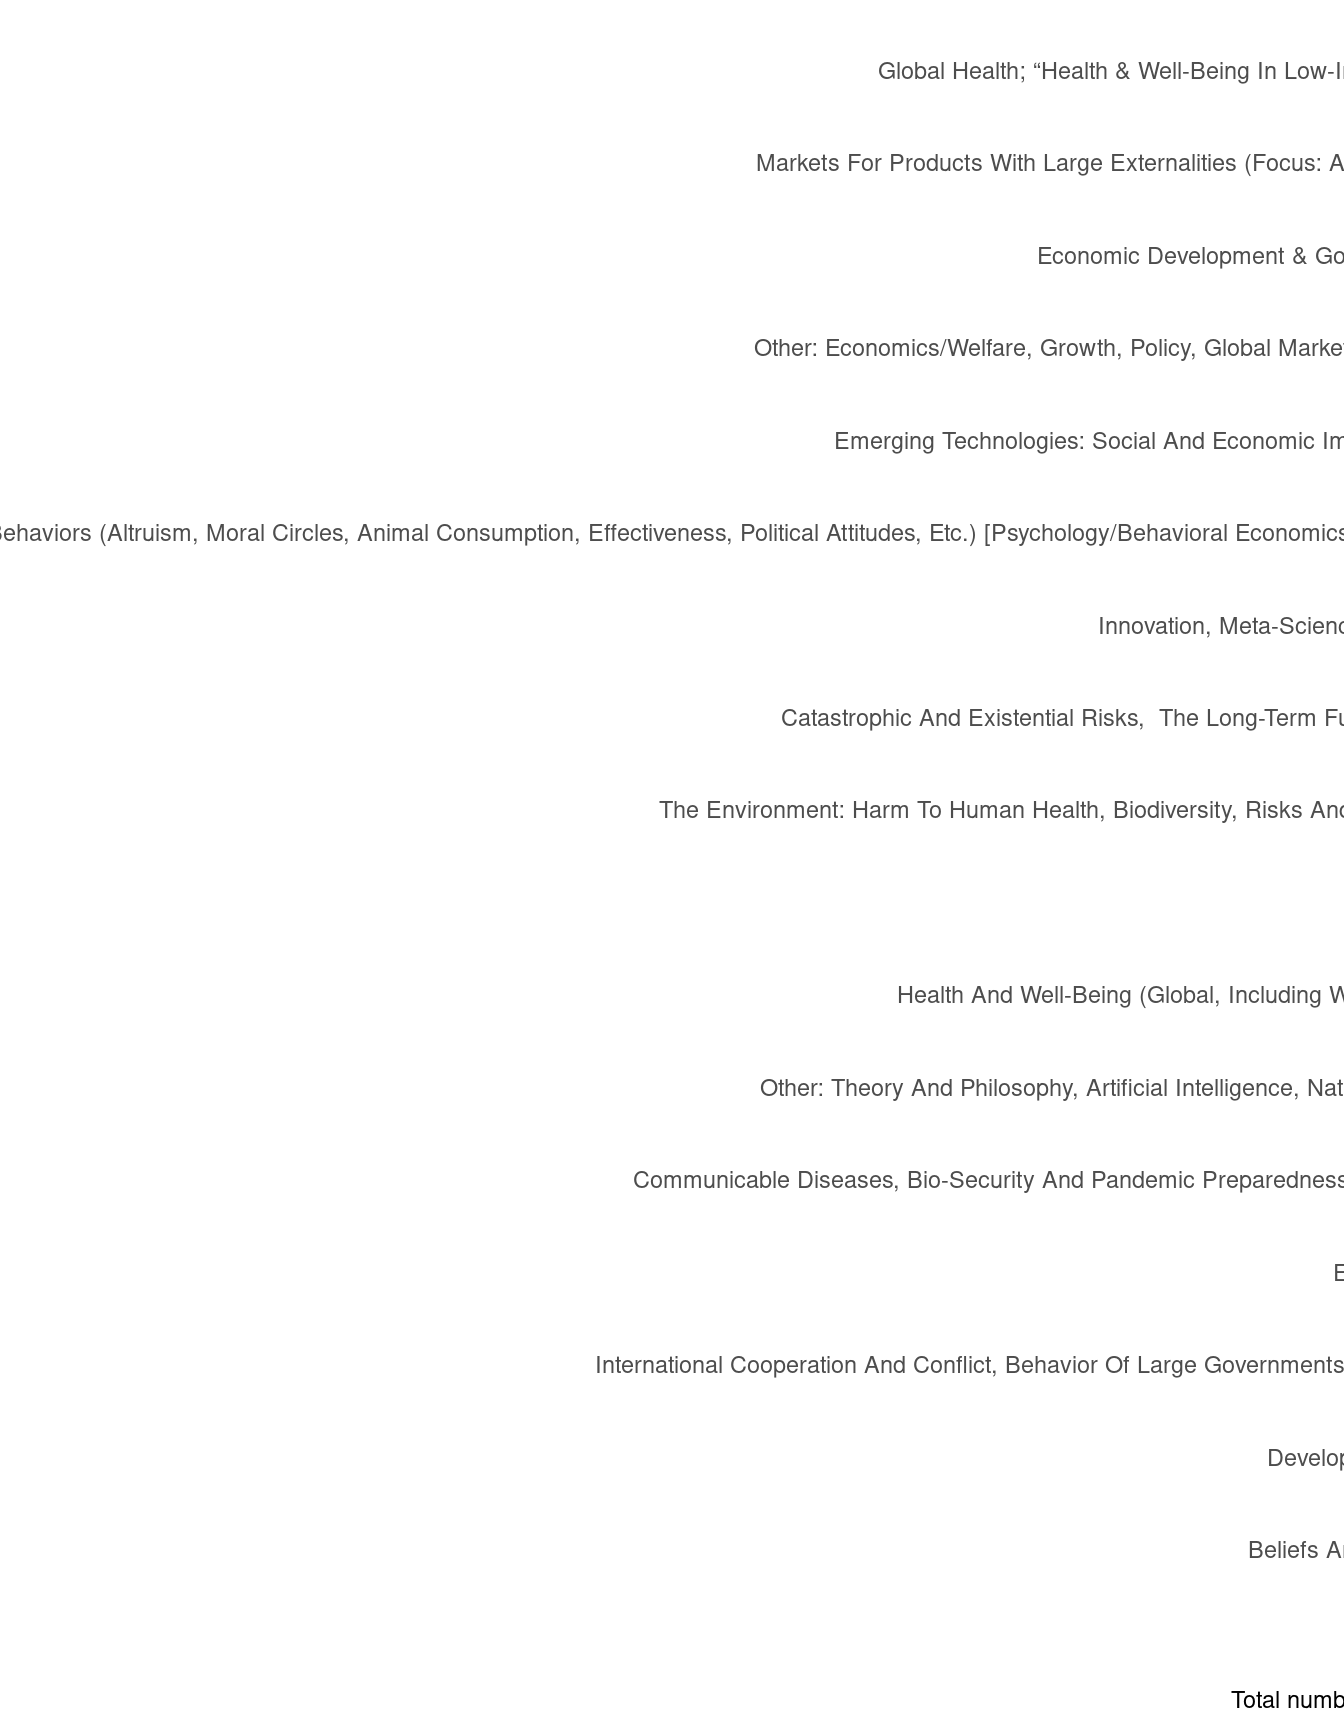 Global Health; “Health & Well-Being In Low-I
Markets For Products With Large Externalities (Focus: A
Economic Development & Go
Other: Economics/Welfare, Growth, Policy, Global Marke
Emerging Technologies: Social And Economic Im
Behaviors (Altruism, Moral Circles, Animal Consumption, Effectiveness, Political Attitudes, Etc.) [Psychology/Behavioral Economics
Innovation, Meta-Scienc
Catastrophic And Existential Risks,  The Long-Term Fu
The Environment: Harm To Human Health, Biodiversity, Risks And
Health And Well-Being (Global, Including W
Other: Theory And Philosophy, Artificial Intelligence, Nat
Communicable Diseases, Bio-Security And Pandemic Preparedness
E
International Cooperation And Conflict, Behavior Of Large Governments
Develop
Beliefs A
Total numb